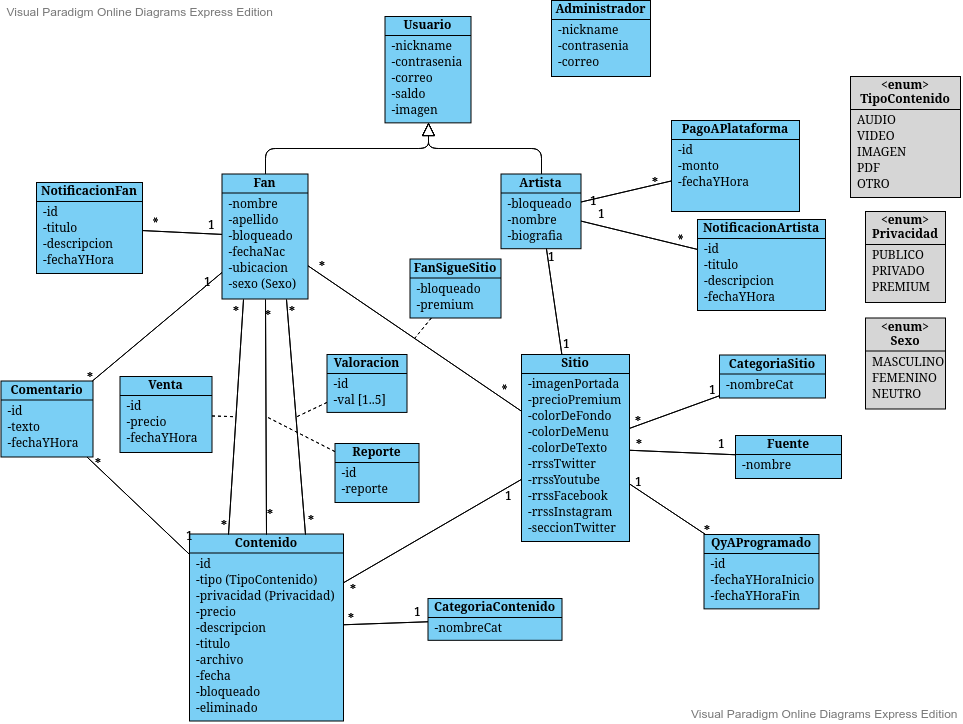 Visual Paradigm Online Diagrams Express Edition
Usuario
-nickname
-contrasenia
-correo
-saldo
-imagen
Administrador
-nickname
-contrasenia
-correo
<enum>
TipoContenido
AUDIO
VIDEO
IMAGEN
PDF
OTRO
PagoAPlataforma
-id
-monto
-fechaYHora
NotificacionFan
-id
-titulo
-descripcion
-fechaYHora
* 1
Fan
-nombre
-apellido
-bloqueado
-fechaNac
-ubicacion
-sexo (Sexo)
Artista
-bloqueado
-nombre
-biografia
1 *
1 *
NotificacionArtista
-id
-titulo
-descripcion
-fechaYHora
<enum>
Privacidad
PUBLICO
PRIVADO
PREMIUM
FanSigueSitio
-bloqueado
-premium
* *
1
1
<enum>
Sexo
MASCULINO
FEMENINO
NEUTRO
1
*
* * *
Comentario
-id
-texto
-fechaYHora
Venta
-id
-precio
-fechaYHora
Valoracion
-id
-val [1..5]
Reporte
-id
-reporte
Sitio
-imagenPortada
-precioPremium
-colorDeFondo
-colorDeMenu
-colorDeTexto
-rrssTwitter
-rrssYoutube
-rrssFacebook
-rrssInstagram
-seccionTwitter
* 1
CategoriaSitio
-nombreCat
* 1
Fuente
-nombre
1 *
QyAProgramado
-id
-fechaYHoraInicio
-fechaYHoraFin
*
1
* * *
1
*
Contenido
-id
-tipo (TipoContenido)
-privacidad (Privacidad)
-precio
-descripcion
-titulo
-archivo
-fecha
-bloqueado
-eliminado
* 1
CategoriaContenido
-nombreCat
Visual Paradigm Online Diagrams Express Edition